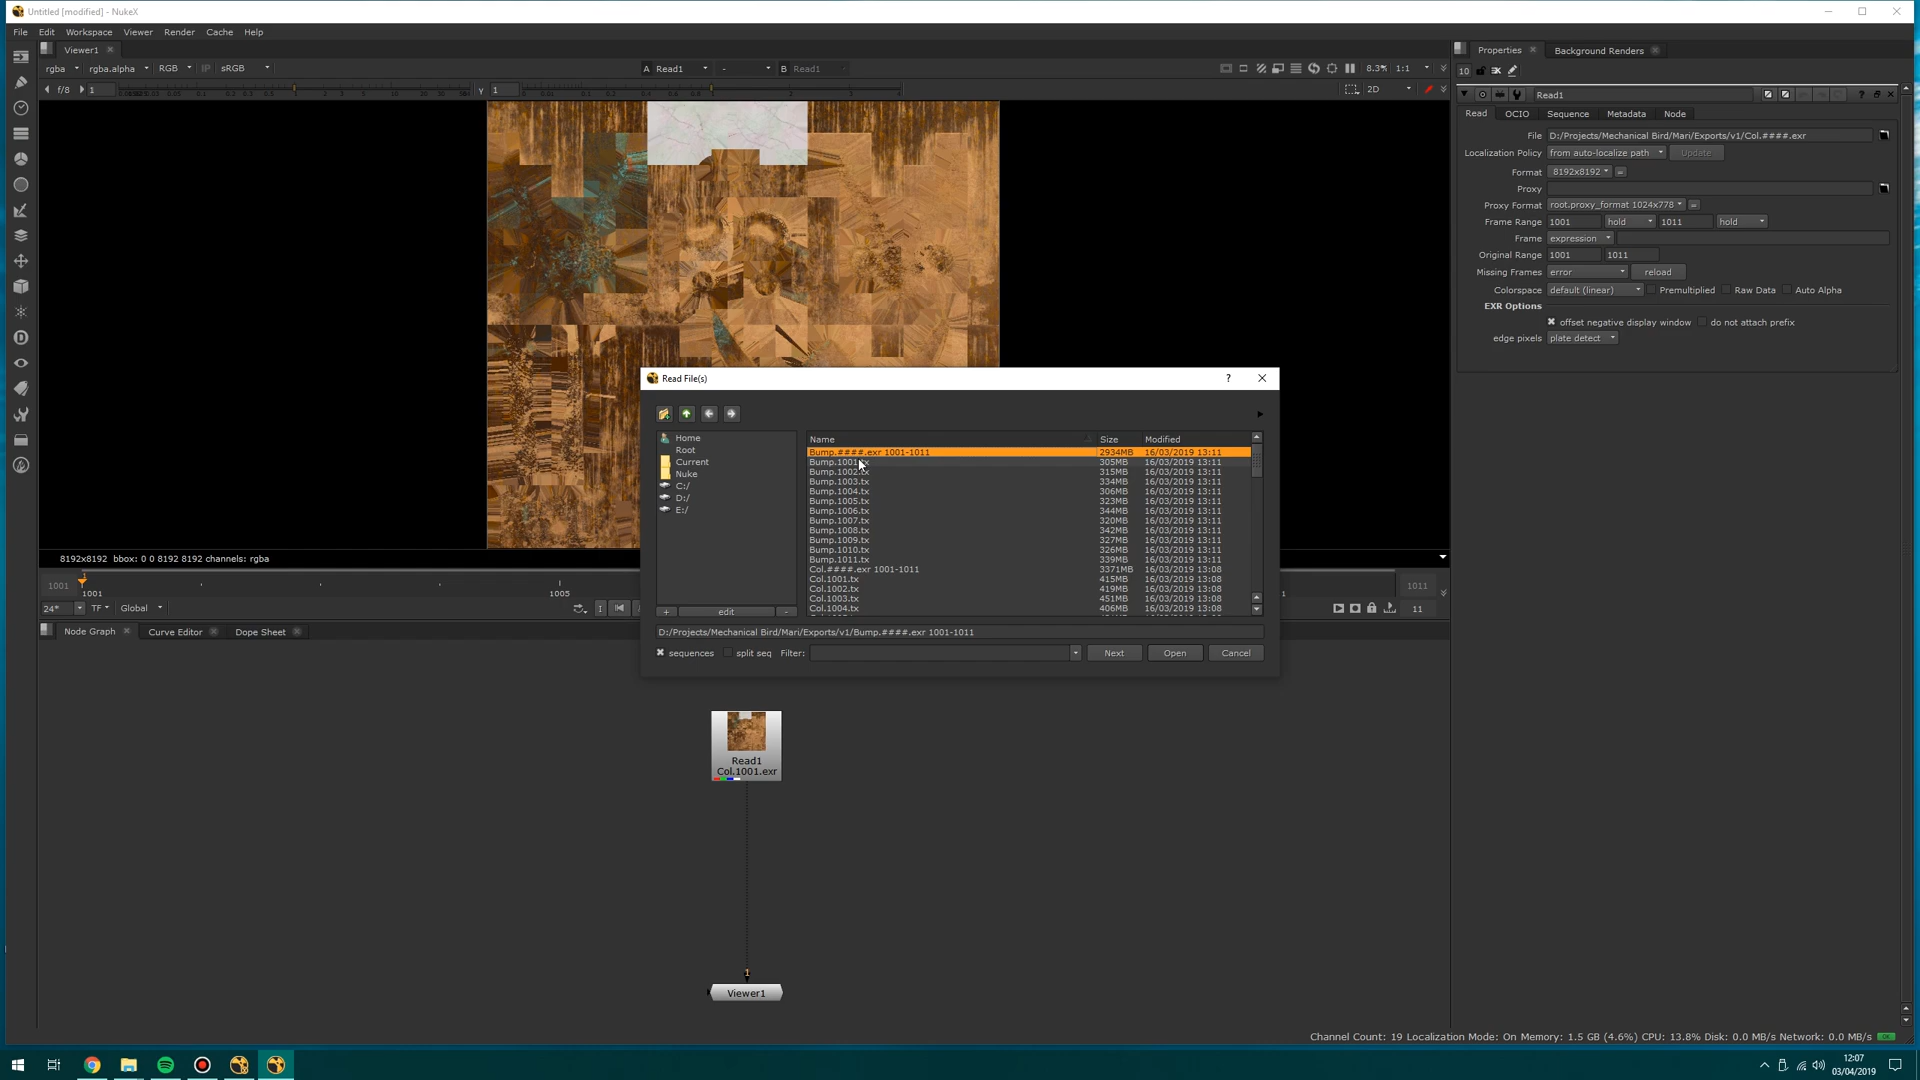 Untitled [modified] - NukeX
File Edit Workspace Viewer Render Cache Help
Viewer1
rgba rgba.alpha RGB IP sRGB A Read1 - B Read1 8.3% 1:1
f/8 1 γ 1 2D
Properties Background Renders
10
Read1
Read OCIO Sequence Metadata Node
File D:/Projects/Mechanical Bird/Mari/Exports/v1/Col.####.exr
Localization Policy from auto-localize path Update
Format 8192x8192 =
Proxy
Proxy Format root.proxy_format 1024x778 =
Frame Range 1001 hold 1011 hold
Frame expression
Original Range 1001 1011
Missing Frames error reload
Colorspace default (linear) Premultiplied Raw Data Auto Alpha
EXR Options
offset negative display window do not attach prefix
edge pixels plate detect
Read File(s)
Home
Root
Current
Nuke
C:/
D:/
E:/
+ edit -
Name Size Modified
Bump.####.exr 1001-1011 2934MB 16/03/2019 13:11
Bump.1001.tx 305MB 16/03/2019 13:11
Bump.1002.tx 315MB 16/03/2019 13:11
Bump.1003.tx 334MB 16/03/2019 13:11
Bump.1004.tx 306MB 16/03/2019 13:11
Bump.1005.tx 323MB 16/03/2019 13:11
Bump.1006.tx 344MB 16/03/2019 13:11
Bump.1007.tx 320MB 16/03/2019 13:11
Bump.1008.tx 342MB 16/03/2019 13:11
Bump.1009.tx 327MB 16/03/2019 13:11
Bump.1010.tx 326MB 16/03/2019 13:11
Bump.1011.tx 339MB 16/03/2019 13:11
Col.####.exr 1001-1011 3371MB 16/03/2019 13:08
Col.1001.tx 415MB 16/03/2019 13:08
Col.1002.tx 419MB 16/03/2019 13:08
Col.1003.tx 451MB 16/03/2019 13:08
Col.1004.tx 406MB 16/03/2019 13:08
D:/Projects/Mechanical Bird/Mari/Exports/v1/Bump.####.exr 1001-1011
sequences split seq Filter: Next Open Cancel
8192x8192 bbox: 0 0 8192 8192 channels: rgba
1001 1 1001 1005 1011
24* TF Global 11
Node Graph Curve Editor Dope Sheet
Read1
Col.1001.exr
1
Viewer1
Channel Count: 19 Localization Mode: On Memory: 1.5 GB (4.6%) CPU: 13.8% Disk: 0.0 MB/s Network: 0.0 MB/s
12:07
03/04/2019